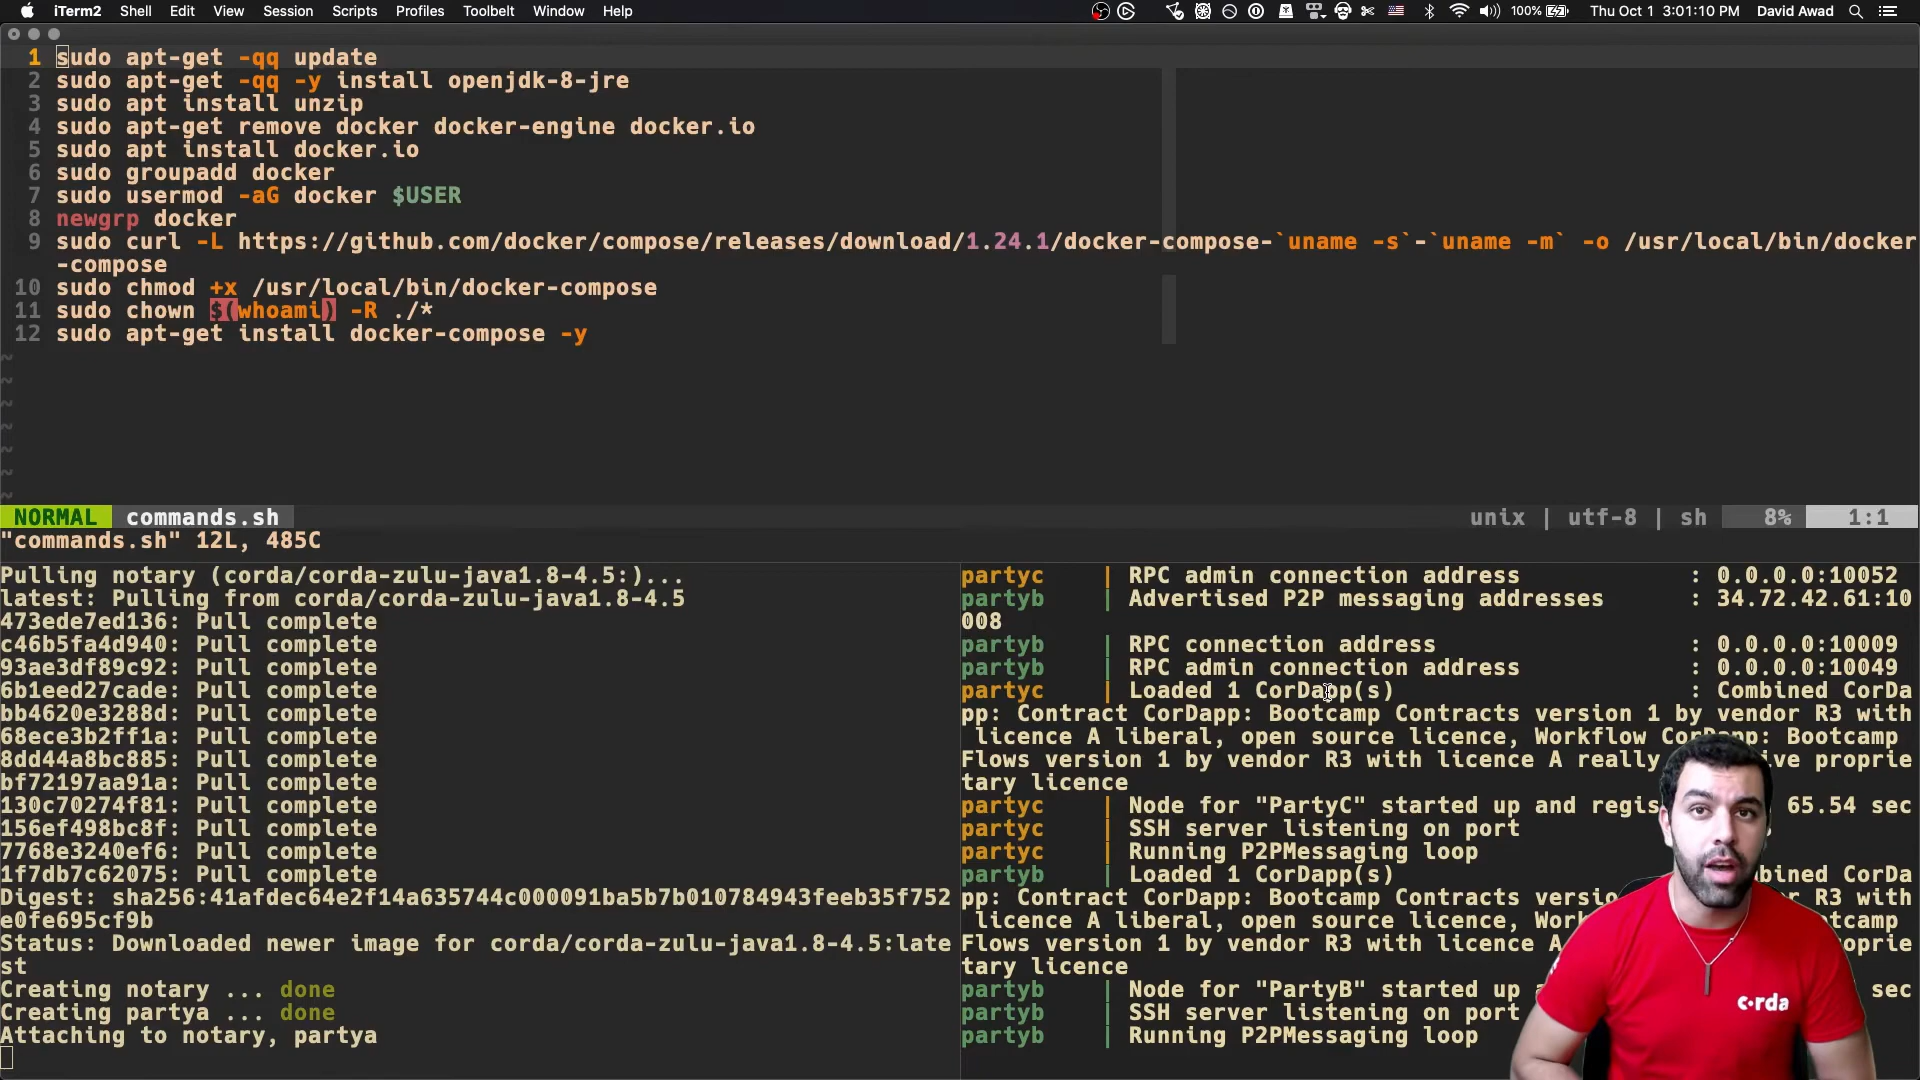 iTerm2 Shell Edit View Session Scripts Profiles Toolbelt Window Help 100% Thu Oct 1 3:01:10 PM David Awad
1 sudo apt-get -qq update
2 sudo apt-get -qq -y install openjdk-8-jre
3 sudo apt install unzip
4 sudo apt-get remove docker docker-engine docker.io
5 sudo apt install docker.io
6 sudo groupadd docker
7 sudo usermod -aG docker $USER
8 newgrp docker
9 sudo curl -L https://github.com/docker/compose/releases/download/1.24.1/docker-compose-`uname -s`-`uname -m` -o /usr/local/bin/docker
-compose
10 sudo chmod +x /usr/local/bin/docker-compose
11 sudo chown $(whoami) -R ./*
12 sudo apt-get install docker-compose -y
~
~
~
~
~
~
~
NORMAL commands.sh unix | utf-8 | sh 8% 1:1
"commands.sh" 12L, 485C
Pulling notary (corda/corda-zulu-java1.8-4.5:)...
latest: Pulling from corda/corda-zulu-java1.8-4.5
473ede7ed136: Pull complete
c46b5fa4d940: Pull complete
93ae3df89c92: Pull complete
6b1eed27cade: Pull complete
bb4620e3288d: Pull complete
68ece3b2ff1a: Pull complete
8dd44a8bc885: Pull complete
bf72197aa91a: Pull complete
130c70274f81: Pull complete
156ef498bc8f: Pull complete
7768e3240ef6: Pull complete
1f7db7c62075: Pull complete
Digest: sha256:41afdec64e2f14a635744c000091ba5b7b010784943feeb35f752
e0fe695cf9b
Status: Downloaded newer image for corda/corda-zulu-java1.8-4.5:late
st
Creating notary ... done
Creating partya ... done
Attaching to notary, partya
partyc | RPC admin connection address : 0.0.0.0:10052
partyb | Advertised P2P messaging addresses : 34.72.42.61:10
008
partyb | RPC connection address : 0.0.0.0:10009
partyb | RPC admin connection address : 0.0.0.0:10049
partyc | Loaded 1 CorDapp(s) : Combined CorDa
pp: Contract CorDapp: Bootcamp Contracts version 1 by vendor R3 with
licence A liberal, open source licence, Workflow CorDapp: Bootcamp
Flows version 1 by vendor R3 with licence A really proprie
tary licence
partyc | Node for "PartyC" started up and regis 65.54 sec
partyc | SSH server listening on port
partyc | Running P2PMessaging loop
partyb | Loaded 1 CorDapp(s) bined CorDa
pp: Contract CorDapp: Bootcamp Contracts versio or R3 with
licence A liberal, open source licence, Wor otcamp
Flows version 1 by vendor R3 with licence A proprie
tary licence
partyb | Node for "PartyB" started up sec
partyb | SSH server listening on port
partyb | Running P2PMessaging loop
c·rda